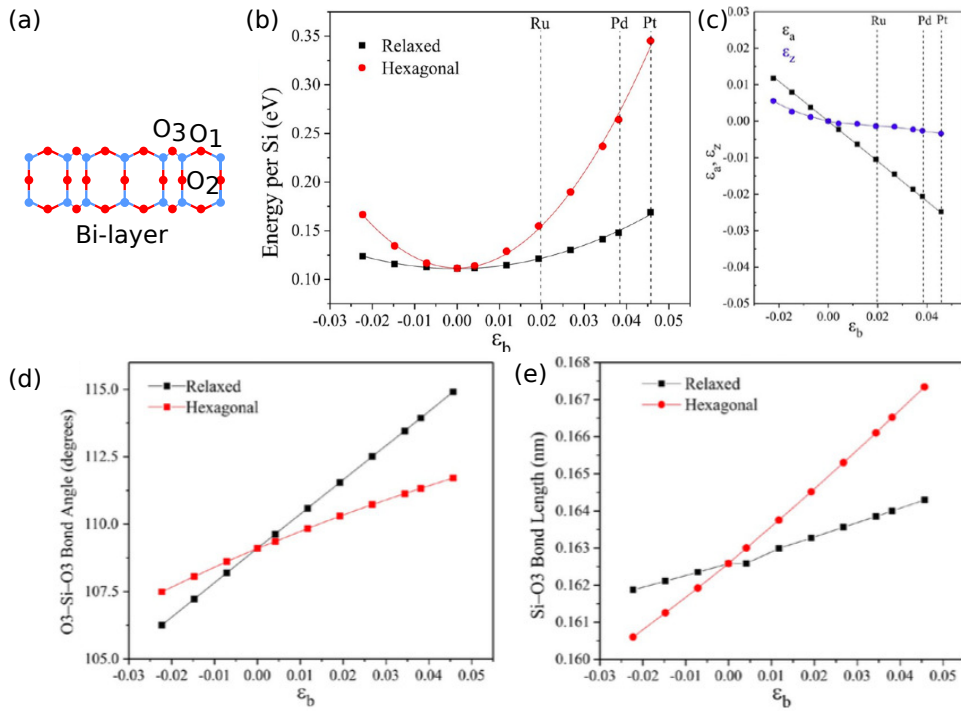 (a)
O3
O1
O2
Bi-layer
(b)
Ru
Pd
Pt
Relaxed
Hexagonal
Energy per Si (eV)
0.35
0.30
0.25
0.20
0.15
0.10
-0.03 -0.02 -0.01 0.00 0.01 0.02 0.03 0.04 0.05
ε_b
(c)
Ru
Pd
Pt
ε_a
ε_z
ε_a, ε_z
0.03
0.02
0.01
0.00
-0.01
-0.02
-0.03
-0.04
-0.05
-0.02 0.00 0.02 0.04
ε_b
(d)
Relaxed
Hexagonal
O3–Si–O3 Bond Angle (degrees)
115.0
112.5
110.0
107.5
105.0
-0.03 -0.02 -0.01 0.00 0.01 0.02 0.03 0.04 0.05
ε_b
(e)
Relaxed
Hexagonal
Si–O3 Bond Length (nm)
0.168
0.167
0.166
0.165
0.164
0.163
0.162
0.161
0.160
-0.03 -0.02 -0.01 0.00 0.01 0.02 0.03 0.04 0.05
ε_b